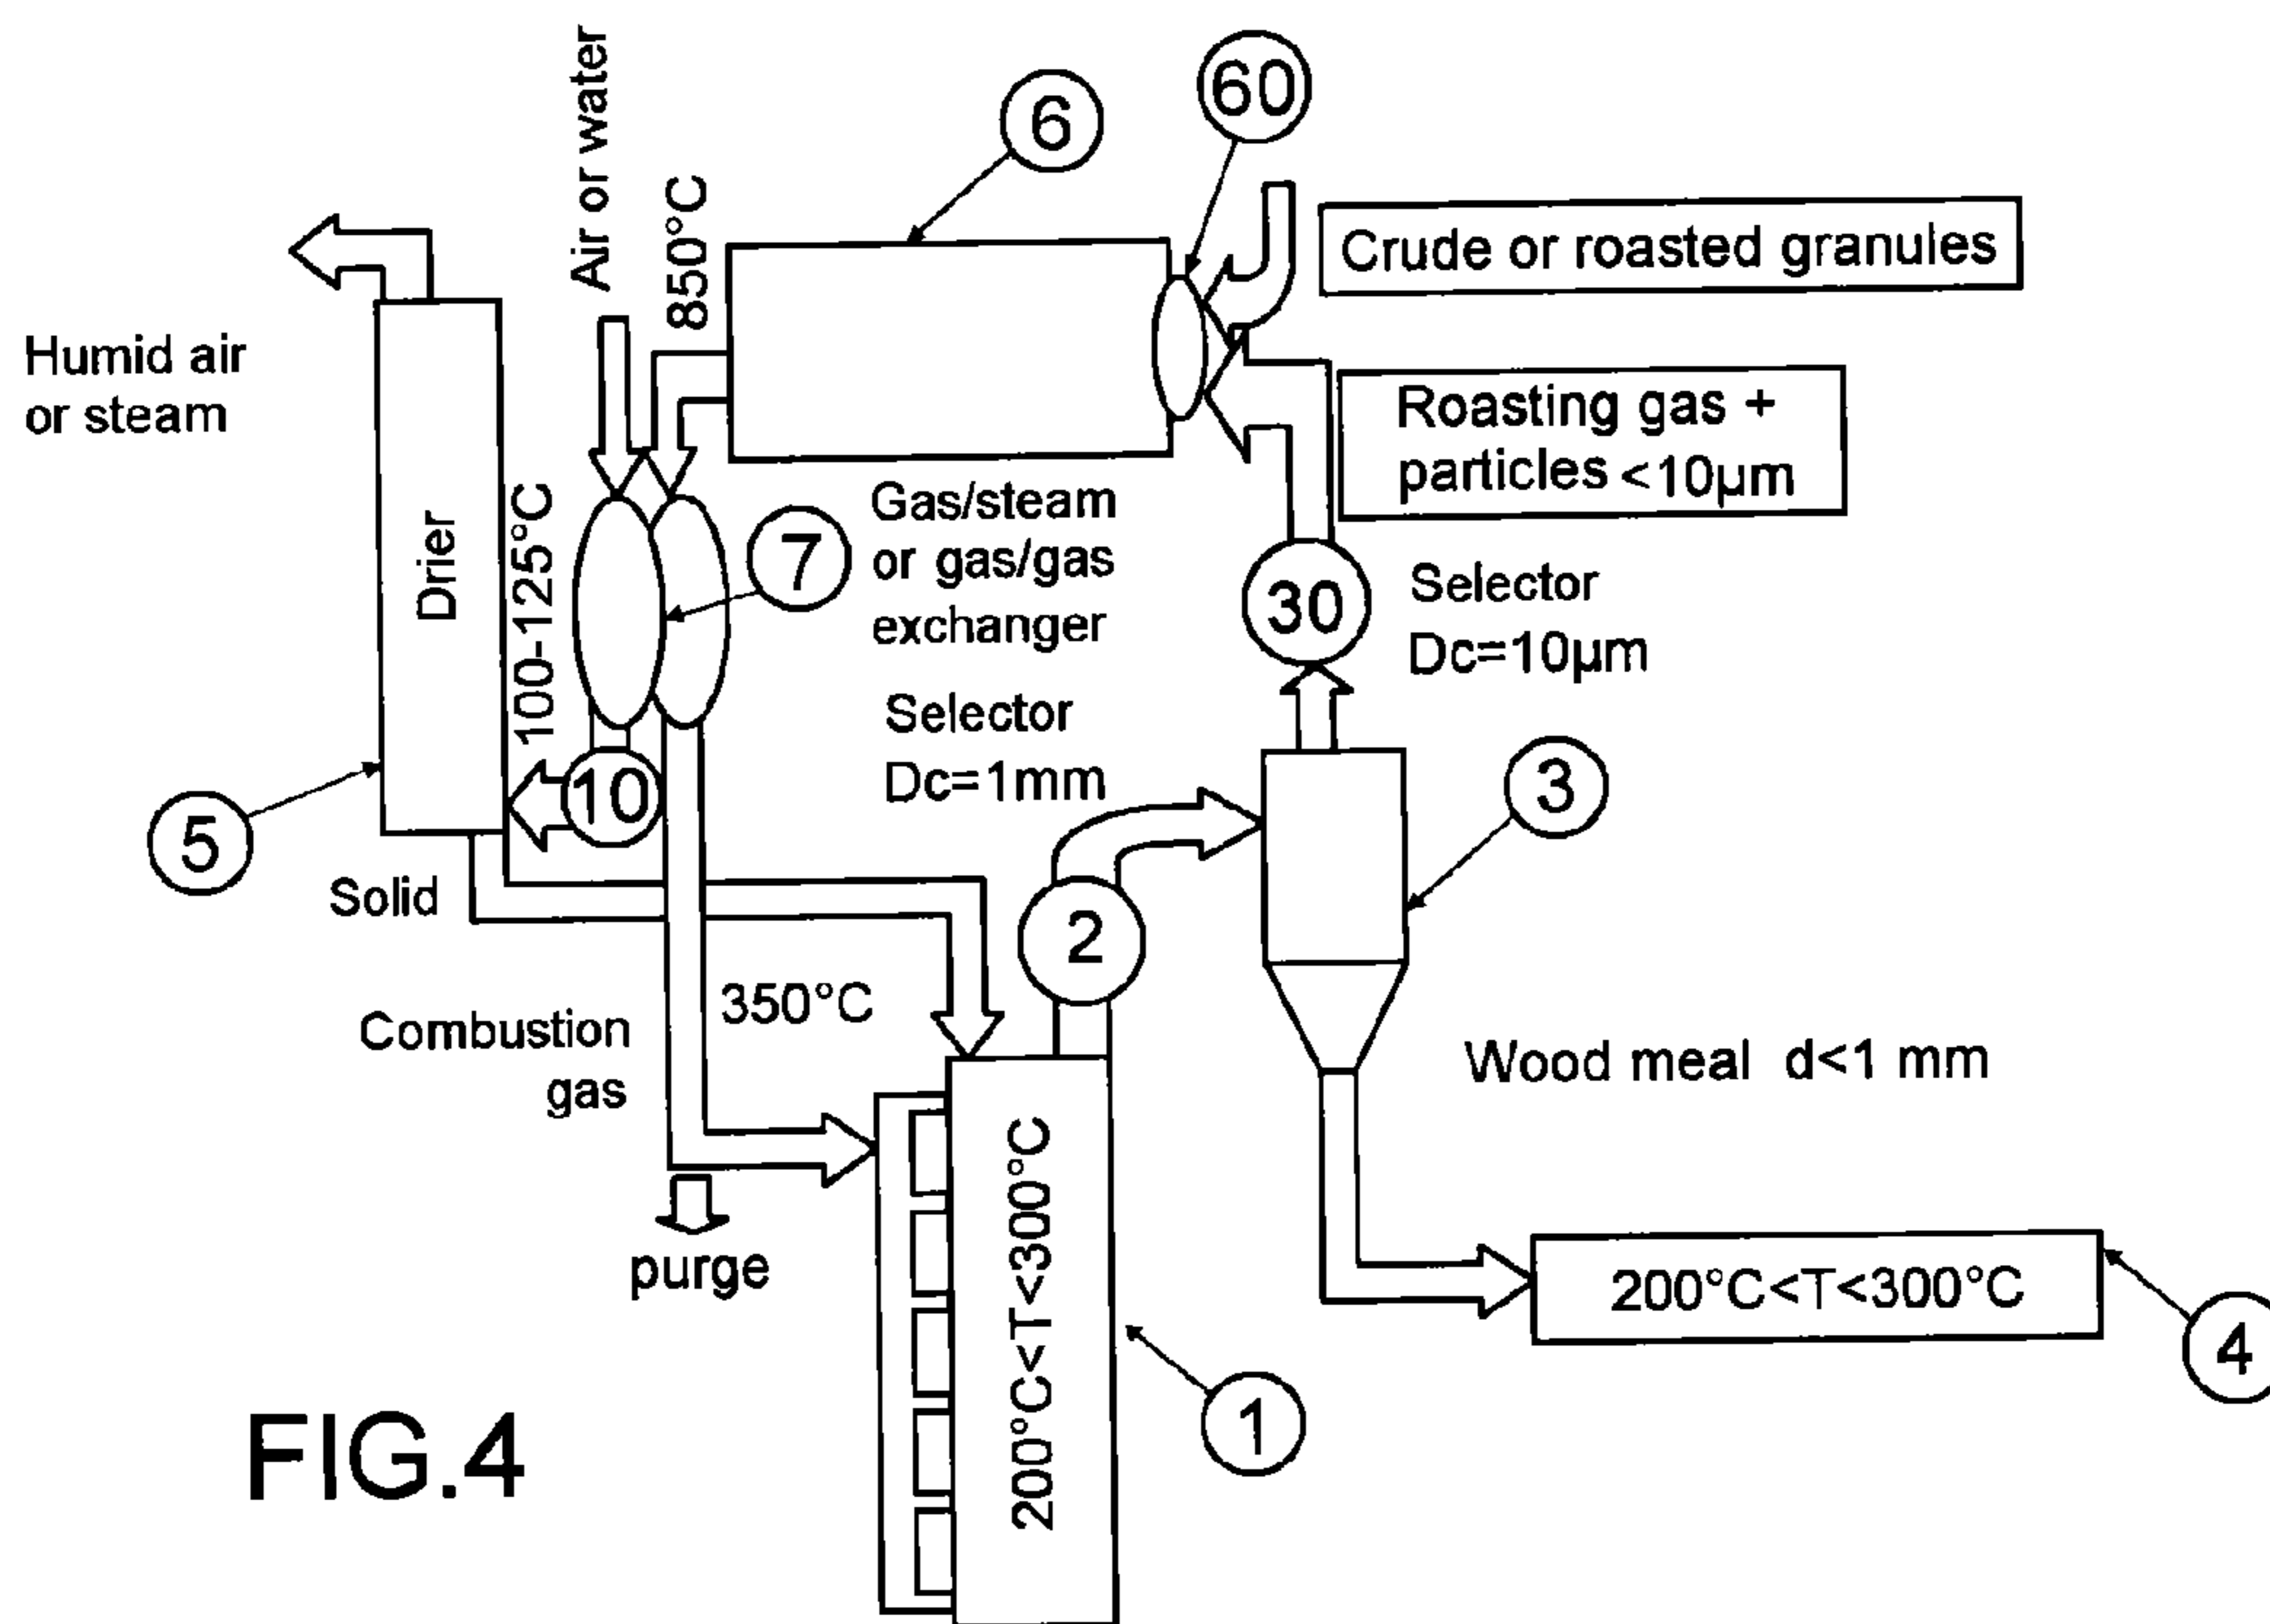 Air or water
60
6
850°C
Crude or roasted granules
Humid air
or steam
Roasting gas +
particles <10µm
Drier
100-125°C
7
Gas/steam
or gas/gas
exchanger
30
Selector
Dc=10µm
Selector
Dc=1mm
10
5
3
Solid
2
350°C
Combustion
gas
Wood meal d<1 mm
purge
200°C<T<300°C
200°C<T<300°C
4
1
FIG.4